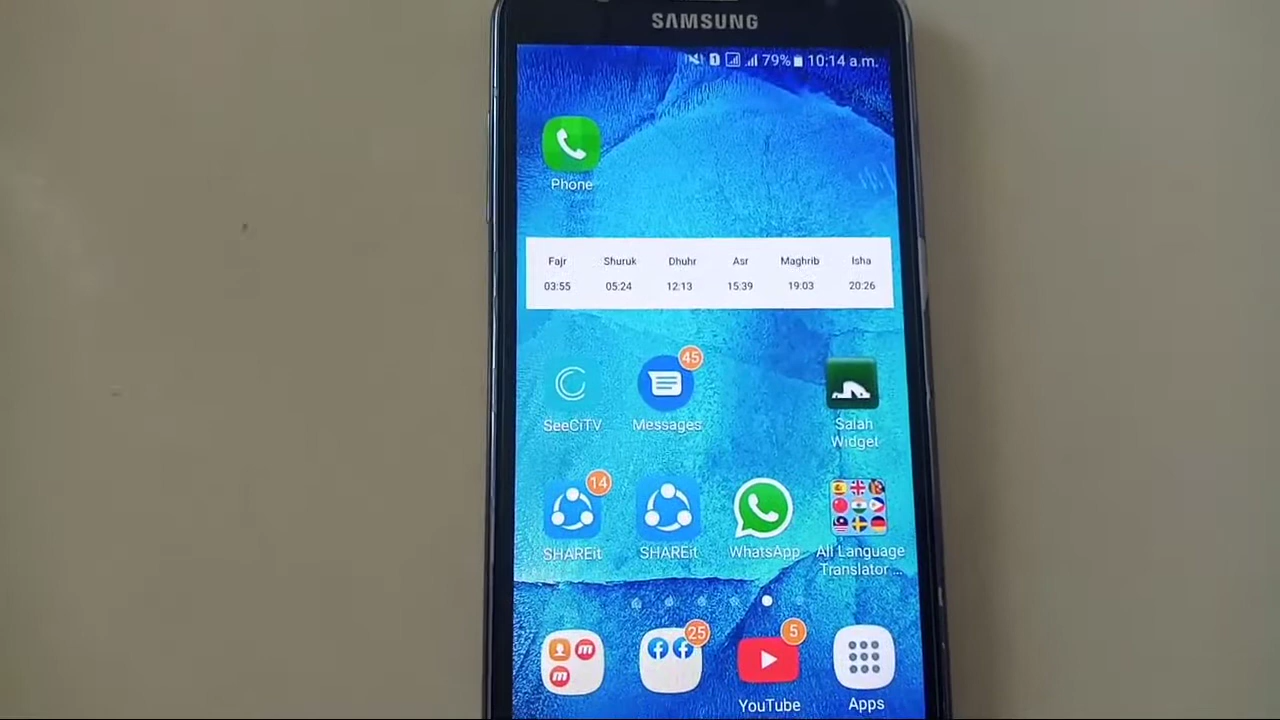 SAMSUNG
1 79% 10:14 a.m.
Phone
Fajr Shuruk Dhuhr Asr Maghrib Isha
03:55 05:24 12:13 15:39 19:03 20:26
45
SeeCiTV Messages Salah
Widget
14
SHAREit SHAREit WhatsApp All Language
Translator ...
25 5
YouTube Apps